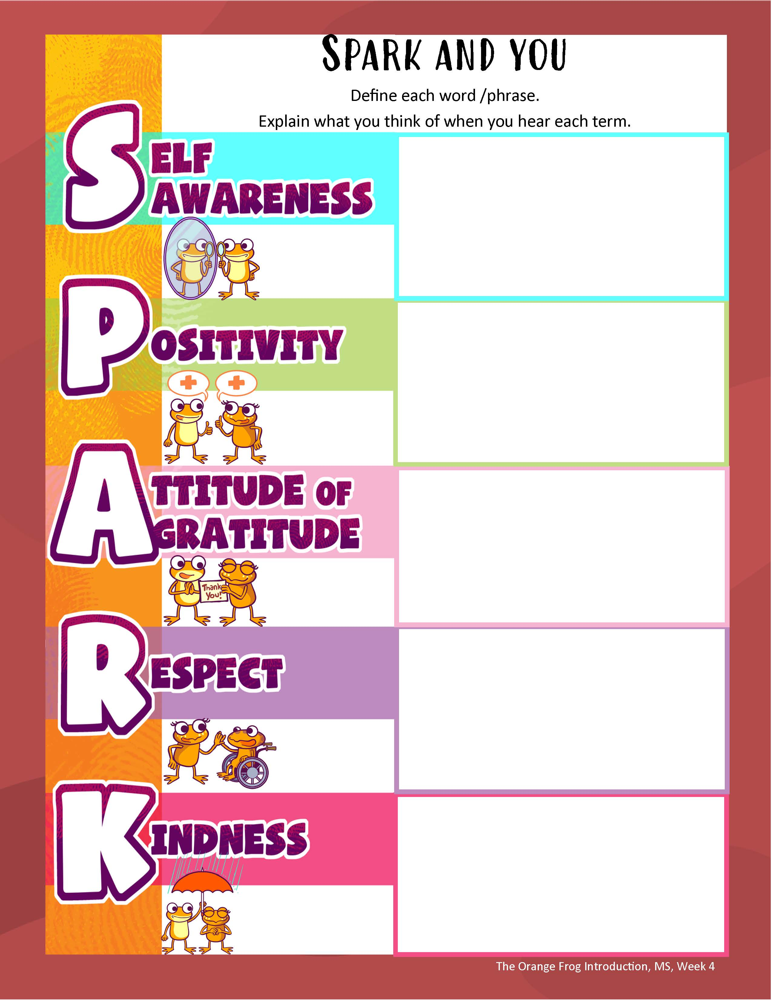 SPARK AND YOU
Define each word /phrase.
Explain what you think of when you hear each term.
SELF
AWARENESS
POSITIVITY
ATTITUDE OF
GRATITUDE
Thank
You!
RESPECT
KINDNESS
The Orange Frog Introduction, MS, Week 4